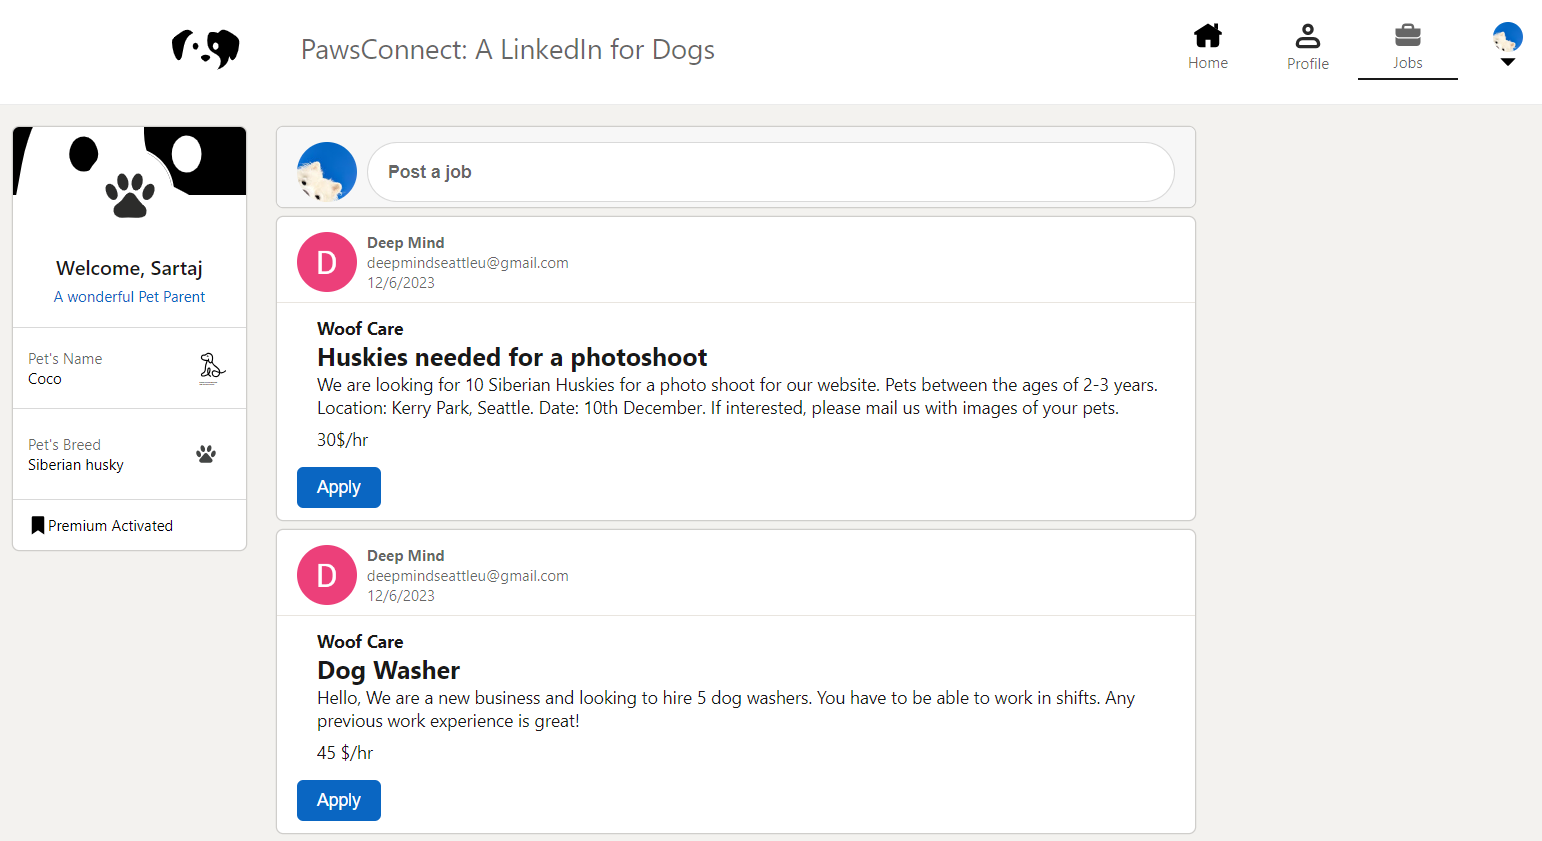 PawsConnect: A LinkedIn for Dogs
Home
Profile
Jobs
Welcome, Sartaj
A wonderful Pet Parent
Pet's Name
Coco
Pet's Breed
Siberian husky
Premium Activated
Post a job
D
Deep Mind
deepmindseattleu@gmail.com
12/6/2023
Woof Care
Huskies needed for a photoshoot
We are looking for 10 Siberian Huskies for a photo shoot for our website. Pets between the ages of 2-3 years.
Location: Kerry Park, Seattle. Date: 10th December. If interested, please mail us with images of your pets.
30$/hr
Apply
D
Deep Mind
deepmindseattleu@gmail.com
12/6/2023
Woof Care
Dog Washer
Hello, We are a new business and looking to hire 5 dog washers. You have to be able to work in shifts. Any
previous work experience is great!
45 $/hr
Apply